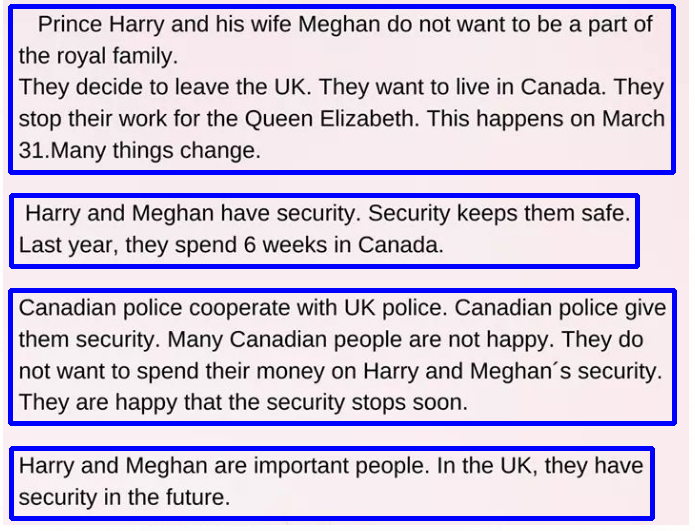 Prince Harry and his wife Meghan do not want to be a part of
the royal family.
They decide to leave the UK. They want to live in Canada. They
stop their work for the Queen Elizabeth. This happens on March
31.Many things change.
Harry and Meghan have security. Security keeps them safe.
Last year, they spend 6 weeks in Canada.
Canadian police cooperate with UK police. Canadian police give
them security. Many Canadian people are not happy. They do
not want to spend their money on Harry and Meghan´s security.
They are happy that the security stops soon.
Harry and Meghan are important people. In the UK, they have
security in the future.